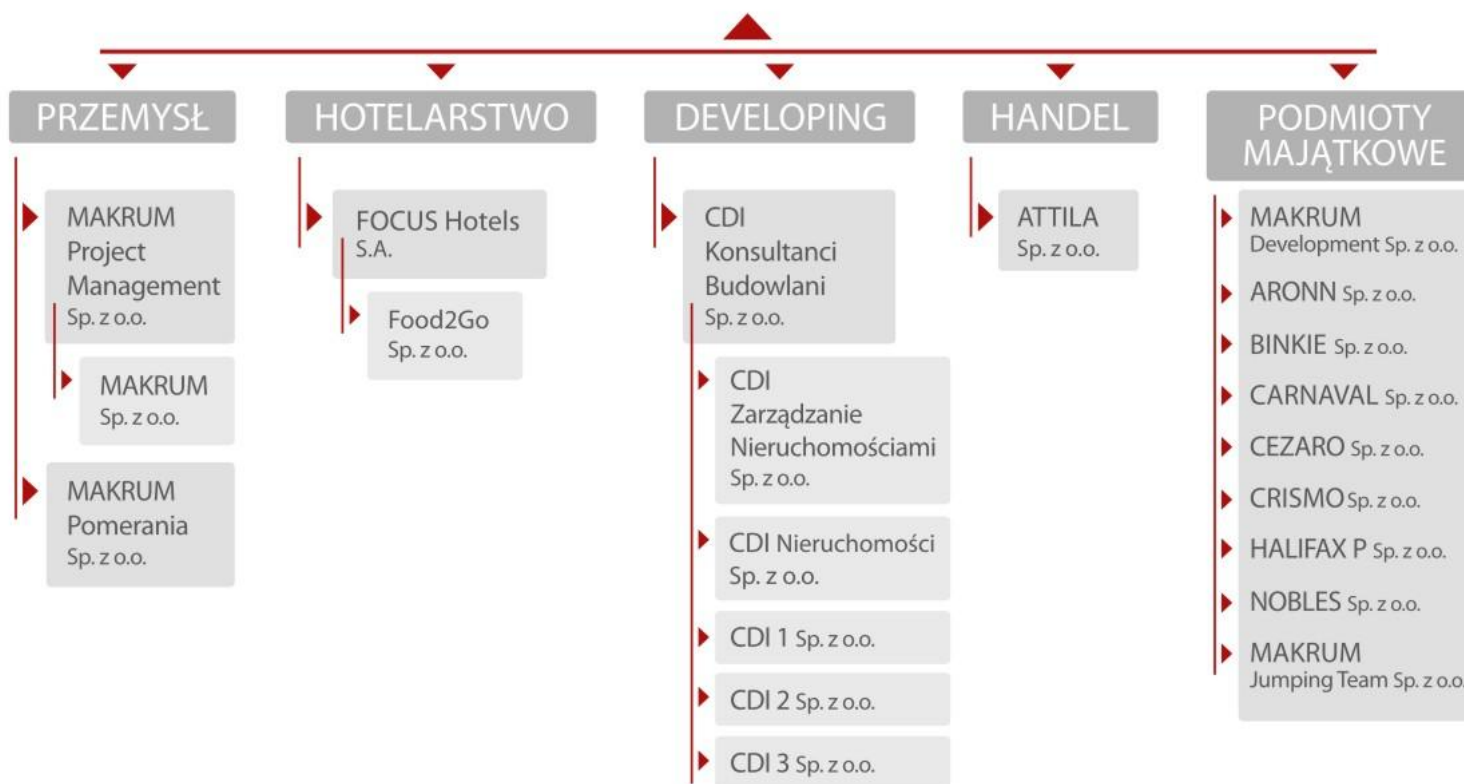 PRZEMYSŁ
MAKRUM
Project
Management
Sp. z o.o.
MAKRUM
Sp. z o.o.
MAKRUM
Pomerania
Sp. z o.o.
HOTELARSTWO
FOCUS Hotels
S.A.
Food2Go
Sp. z o.o.
DEVELOPING
CDI
Konsultanci
Budowlani
Sp. z o.o.
CDI
Zarządzanie
Nieruchomościami
Sp. z o.o.
CDI Nieruchomości
Sp. z o.o.
CDI 1 Sp. z o.o.
CDI 2 Sp. z o.o.
CDI 3 Sp. z o.o.
HANDEL
ATTILA
Sp. z o.o.
PODMIOTY
MAJĄTKOWE
MAKRUM
Development Sp. z o.o.
ARONN Sp. z o.o.
BINKIE Sp. z o.o.
CARNAVAL Sp. z o.o.
CEZARO Sp. z o.o.
CRISMO Sp. z o.o.
HALIFAX P Sp. z o.o.
NOBLES Sp. z o.o.
MAKRUM
Jumping Team Sp. z o.o.